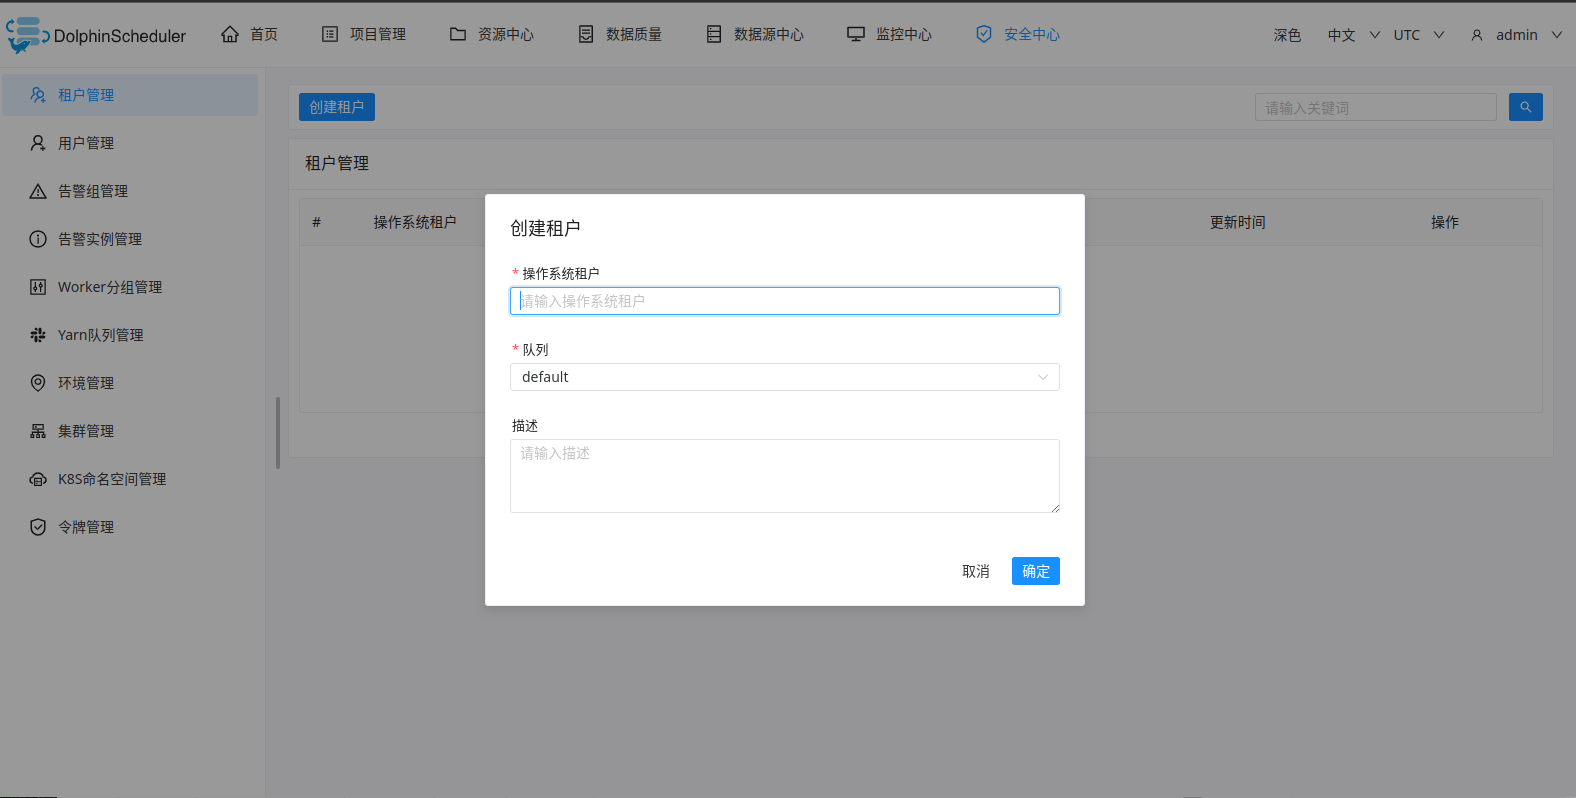 DolphinScheduler 首页 项目管理 资源中心 数据质量 数据源中心 监控中心 安全中心 深色 中文 UTC admin
租户管理
用户管理
告警组管理
告警实例管理
Worker分组管理
Yarn队列管理
环境管理
集群管理
K8S命名空间管理
令牌管理
创建租户 请输入关键词
租户管理
# 操作系统租户 更新时间 操作
创建租户
* 操作系统租户
请输入操作系统租户
* 队列
default
描述
请输入描述
取消 确定